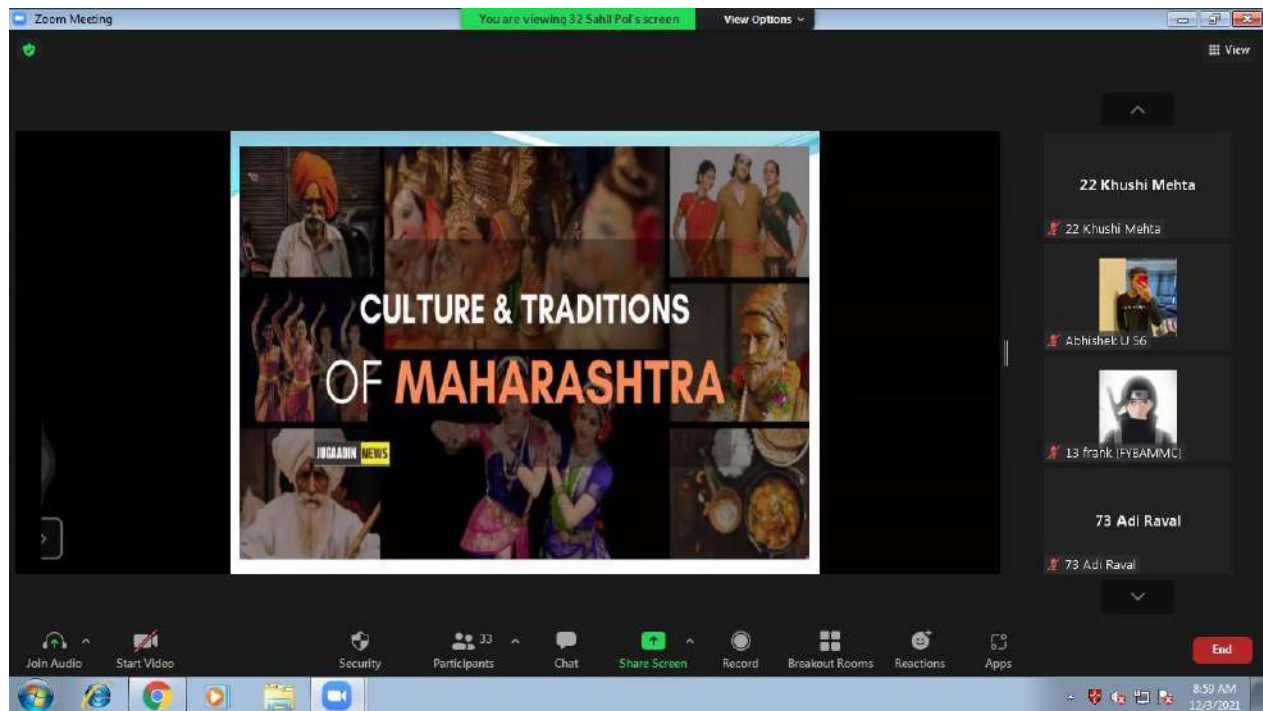 Zoom Meeting
You are viewing 32 Sahil Pol's screen
View Options
View
CULTURE & TRADITIONS
OF MAHARASHTRA
JUGAADIN NEWS
22 Khushi Mehta
22 Khushi Mehta
Abhishek U 56
13 frank (FYBAMMC)
73 Adi Raval
73 Adi Raval
Join Audio
Start Video
Security
33
Participants
Chat
Share Screen
Record
Breakout Rooms
Reactions
Apps
End
8:59 AM
12/3/2021